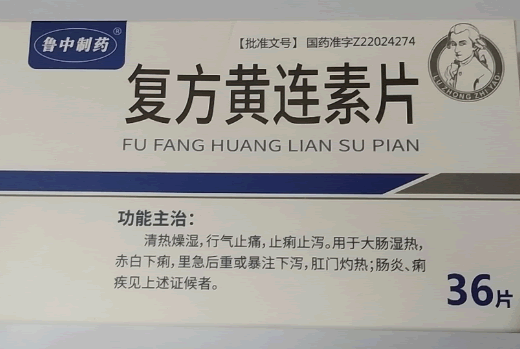 鲁中制药®
【批准文号】 国药准字Z22024274
LU ZHONG ZHI YAO
复方黄连素片
FU FANG HUANG LIAN SU PIAN
功能主治：
清热燥湿，行气止痛，止痢止泻。用于大肠湿热，
赤白下痢，里急后重或暴注下泻，肛门灼热；肠炎、痢
疾见上述证候者。
36片